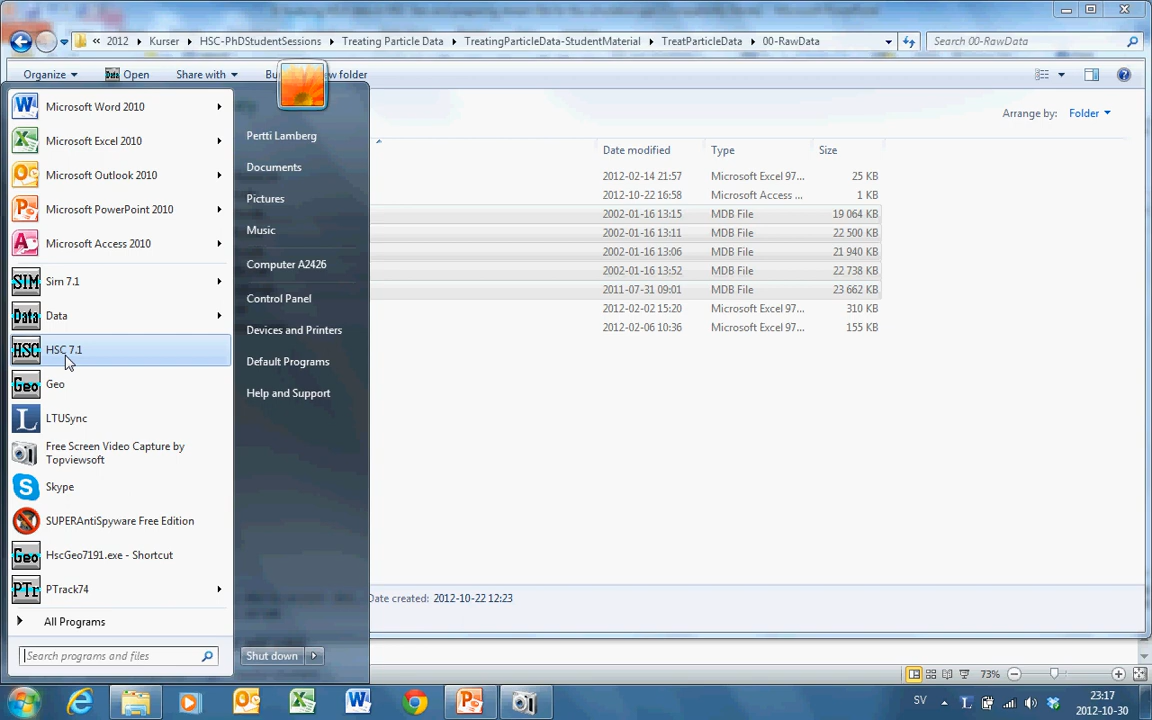 2012 Kurser HSC-PhDStudentSessions Treating Particle Data TreatingParticleData-StudentMaterial TreatParticleData 00-RawData Search 00-RawData
Organize Data Open Share with Bu w folder
Arrange by: Folder
Date modified Type Size
2012-02-14 21:57 Microsoft Excel 97... 25 KB
2012-10-22 16:58 Microsoft Access ... 1 KB
2002-01-16 13:15 MDB File 19 064 KB
2002-01-16 13:11 MDB File 22 500 KB
2002-01-16 13:06 MDB File 21 940 KB
2002-01-16 13:52 MDB File 22 738 KB
2011-07-31 09:01 MDB File 23 662 KB
2012-02-02 15:20 Microsoft Excel 97... 310 KB
2012-02-06 10:36 Microsoft Excel 97... 155 KB
Date created: 2012-10-22 12:23
Microsoft Word 2010
Microsoft Excel 2010
Microsoft Outlook 2010
Microsoft PowerPoint 2010
Microsoft Access 2010
SIM Sim 7.1
Data Data
HSC HSC 7.1
Geo Geo
L LTUSync
Free Screen Video Capture by
Topviewsoft
Skype
SUPERAntiSpyware Free Edition
Geo HscGeo7191.exe - Shortcut
PTr PTrack74
All Programs
Search programs and files
Pertti Lamberg
Documents
Pictures
Music
Computer A2426
Control Panel
Devices and Printers
Default Programs
Help and Support
Shut down
73%
SV
23:17
2012-10-30